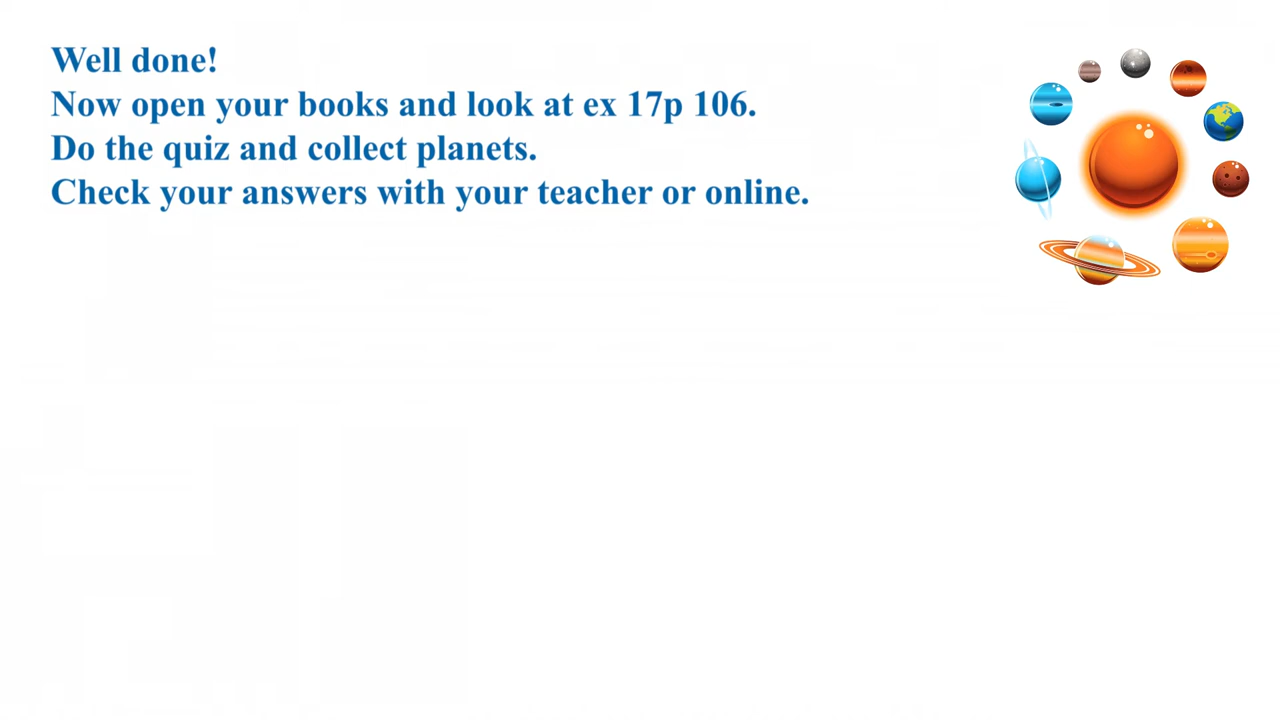 Well done!
Now open your books and look at ex 17p 106.
Do the quiz and collect planets.
Check your answers with your teacher or online.